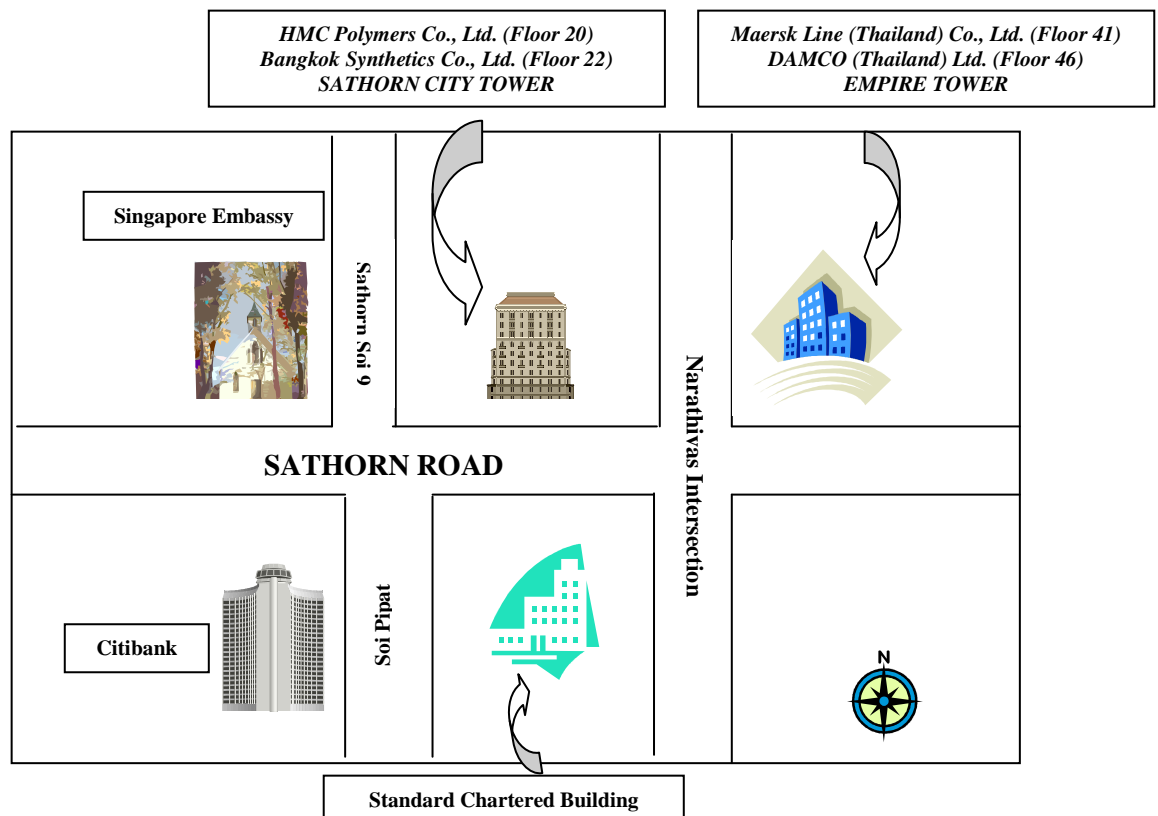 HMC Polymers Co., Ltd. (Floor 20)
Bangkok Synthetics Co., Ltd. (Floor 22)
SATHORN CITY TOWER
Maersk Line (Thailand) Co., Ltd. (Floor 41)
DAMCO (Thailand) Ltd. (Floor 46)
EMPIRE TOWER
Singapore Embassy
Sathorn Soi 9
Narathivas Intersection
SATHORN ROAD
Citibank
Soi Pipat
N
Standard Chartered Building